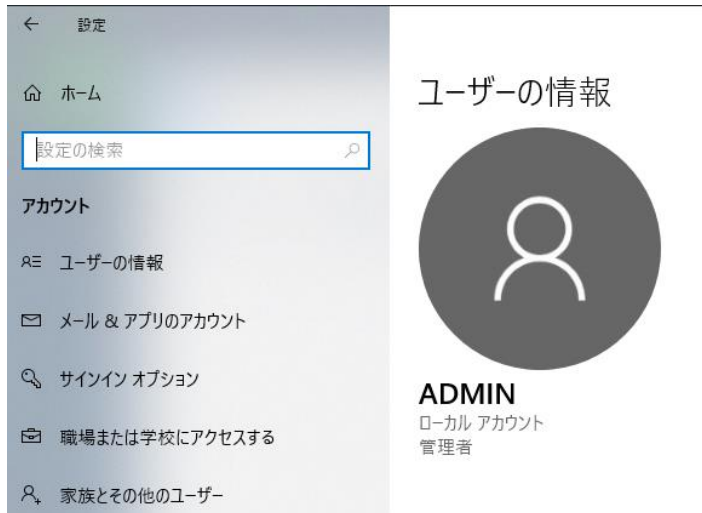 設定
ホーム
設定の検索
アカウント
ユーザーの情報
メール & アプリのアカウント
サインイン オプション
職場または学校にアクセスする
家族とその他のユーザー
ユーザーの情報
ADMIN
ローカル アカウント
管理者